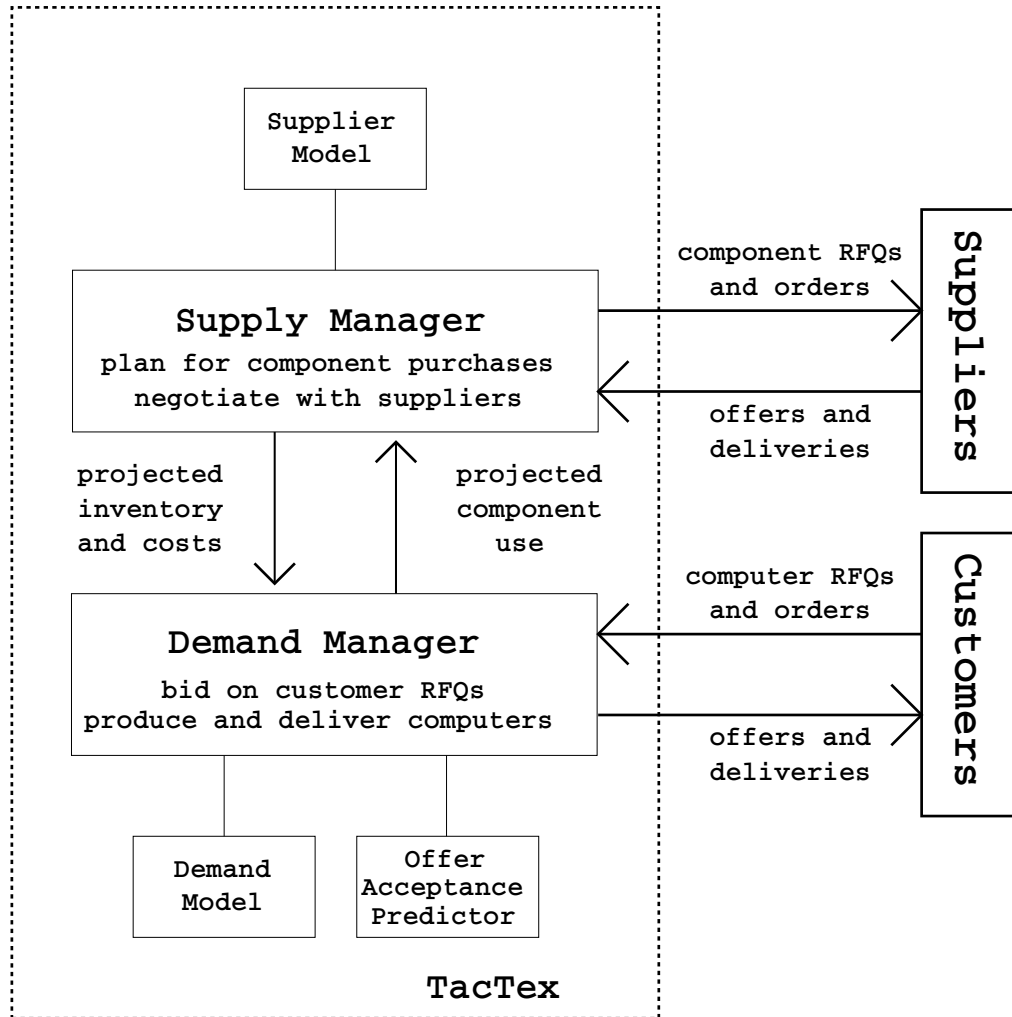 Supplier
Model
Supply Manager
plan for component purchases
negotiate with suppliers
component RFQs
and orders
offers and
deliveries
Suppliers
projected
inventory
and costs
projected
component
use
Demand Manager
bid on customer RFQs
produce and deliver computers
computer RFQs
and orders
offers and
deliveries
Customers
Demand
Model
Offer
Acceptance
Predictor
TacTex